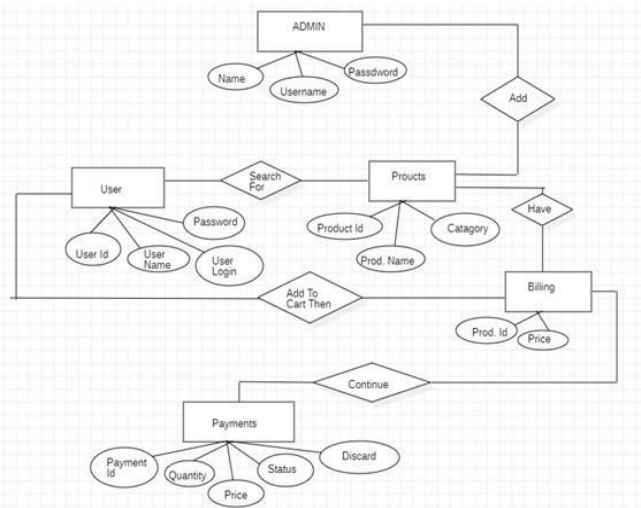 ADMIN
Name
Username
Passdword
Add
User
Search
For
Proucts
User Id
User
Name
User
Login
Password
Product Id
Prod. Name
Catagory
Have
Add To
Cart Then
Billing
Prod. Id
Price
Continue
Payments
Payment
Id
Quantity
Price
Status
Discard